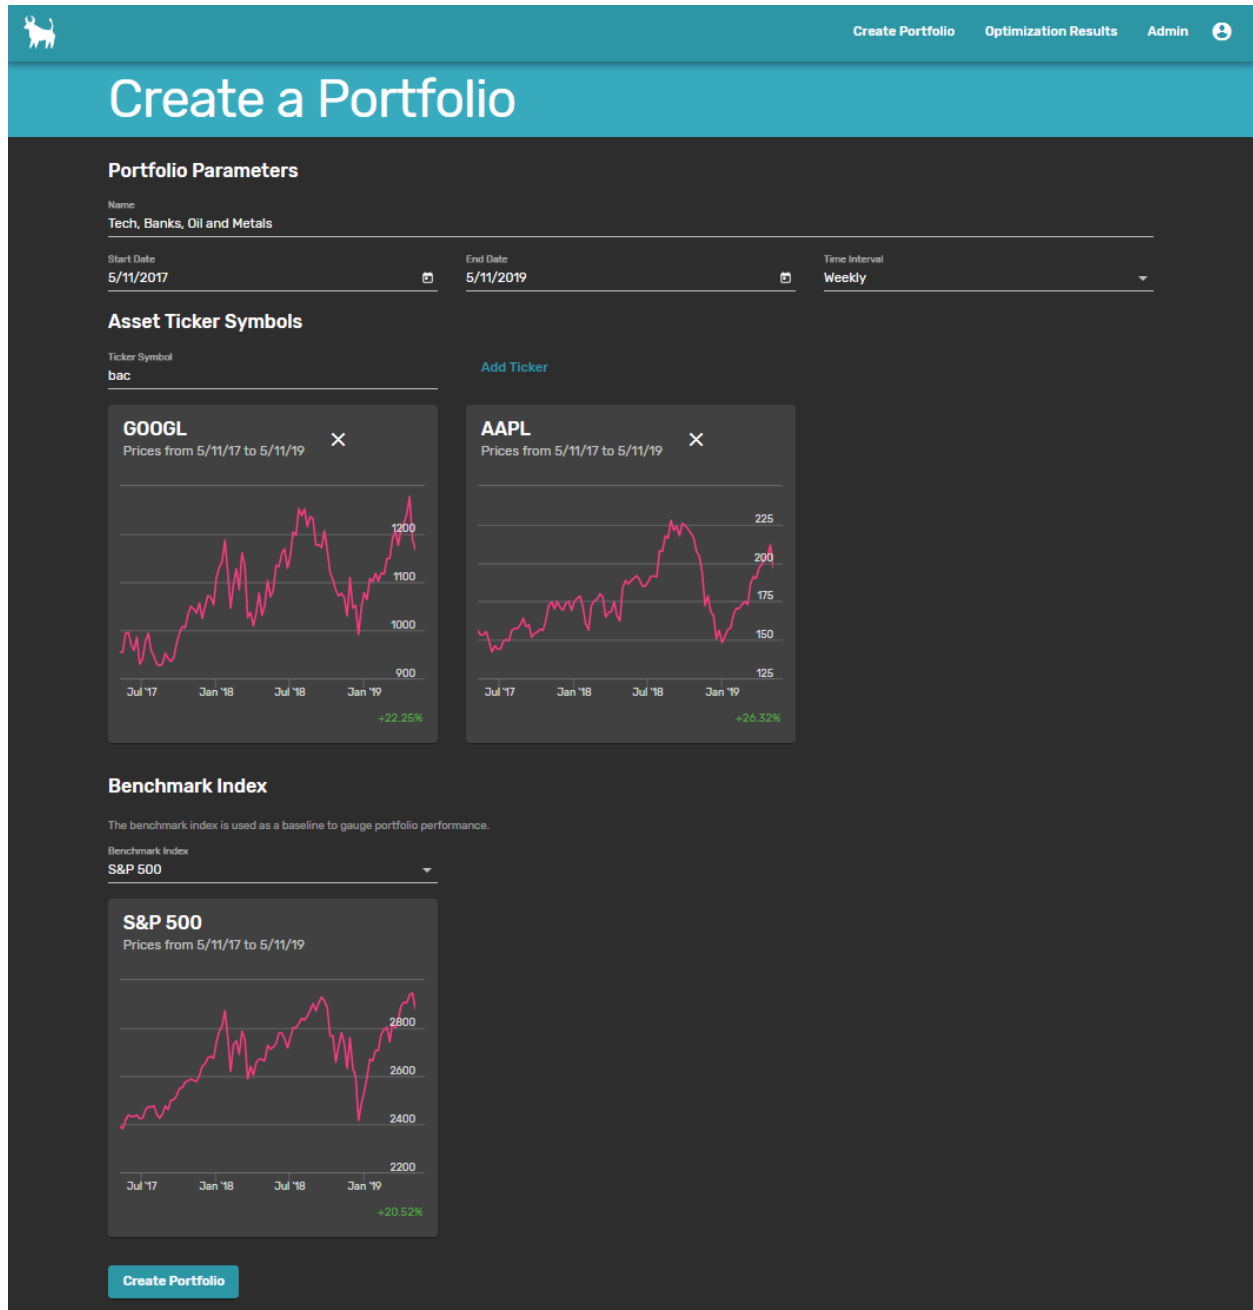 Create Portfolio Optimization Results Admin
Create a Portfolio
Portfolio Parameters
Name
Tech, Banks, Oil and Metals
Start Date End Date Time Interval
5/11/2017 5/11/2019 Weekly
Asset Ticker Symbols
Ticker Symbol
bac
Add Ticker
GOOGL
Prices from 5/11/17 to 5/11/19
1200
1100
1000
900
Jul '17 Jan '18 Jul '18 Jan '19
+22.25%
AAPL
Prices from 5/11/17 to 5/11/19
225
200
175
150
125
Jul '17 Jan '18 Jul '18 Jan '19
+26.32%
Benchmark Index
The benchmark index is used as a baseline to gauge portfolio performance.
Benchmark Index
S&P 500
S&P 500
Prices from 5/11/17 to 5/11/19
2800
2600
2400
2200
Jul '17 Jan '18 Jul '18 Jan '19
+20.52%
Create Portfolio